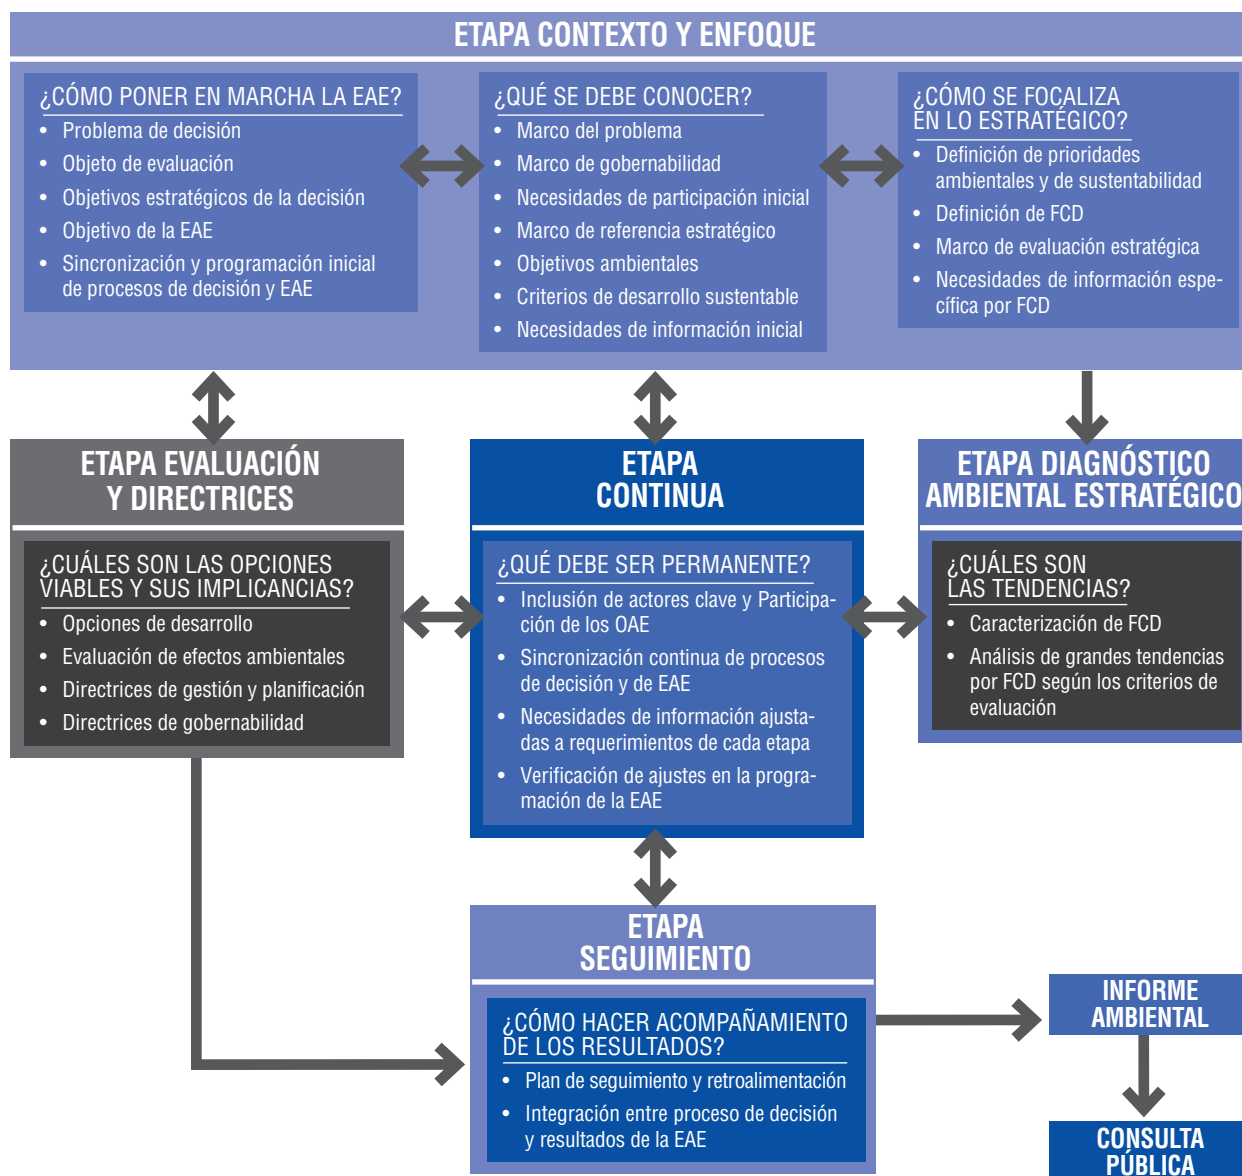 ETAPA CONTEXTO Y ENFOQUE
¿CÓMO PONER EN MARCHA LA EAE?
• Problema de decisión
• Objeto de evaluación
• Objetivos estratégicos de la decisión
• Objetivo de la EAE
• Sincronización y programación inicial
de procesos de decisión y EAE
¿QUÉ SE DEBE CONOCER?
• Marco del problema
• Marco de gobernabilidad
• Necesidades de participación inicial
• Marco de referencia estratégico
• Objetivos ambientales
• Criterios de desarrollo sustentable
• Necesidades de información inicial
¿CÓMO SE FOCALIZA
EN LO ESTRATÉGICO?
• Definición de prioridades
ambientales y de sustentabilidad
• Definición de FCD
• Marco de evaluación estratégica
• Necesidades de información espe-
cífica por FCD
ETAPA EVALUACIÓN
Y DIRECTRICES
¿CUÁLES SON LAS OPCIONES
VIABLES Y SUS IMPLICANCIAS?
• Opciones de desarrollo
• Evaluación de efectos ambientales
• Directrices de gestión y planificación
• Directrices de gobernabilidad
ETAPA
CONTINUA
¿QUÉ DEBE SER PERMANENTE?
• Inclusión de actores clave y Participa-
ción de los OAE
• Sincronización continua de procesos
de decisión y de EAE
• Necesidades de información ajusta-
das a requerimientos de cada etapa
• Verificación de ajustes en la progra-
mación de la EAE
ETAPA DIAGNÓSTICO
AMBIENTAL ESTRATÉGICO
¿CUÁLES SON
LAS TENDENCIAS?
• Caracterización de FCD
• Análisis de grandes tendencias
por FCD según los criterios de
evaluación
ETAPA
SEGUIMIENTO
¿CÓMO HACER ACOMPAÑAMIENTO
DE LOS RESULTADOS?
• Plan de seguimiento y retroalimentación
• Integración entre proceso de decisión
y resultados de la EAE
INFORME
AMBIENTAL
CONSULTA
PÚBLICA